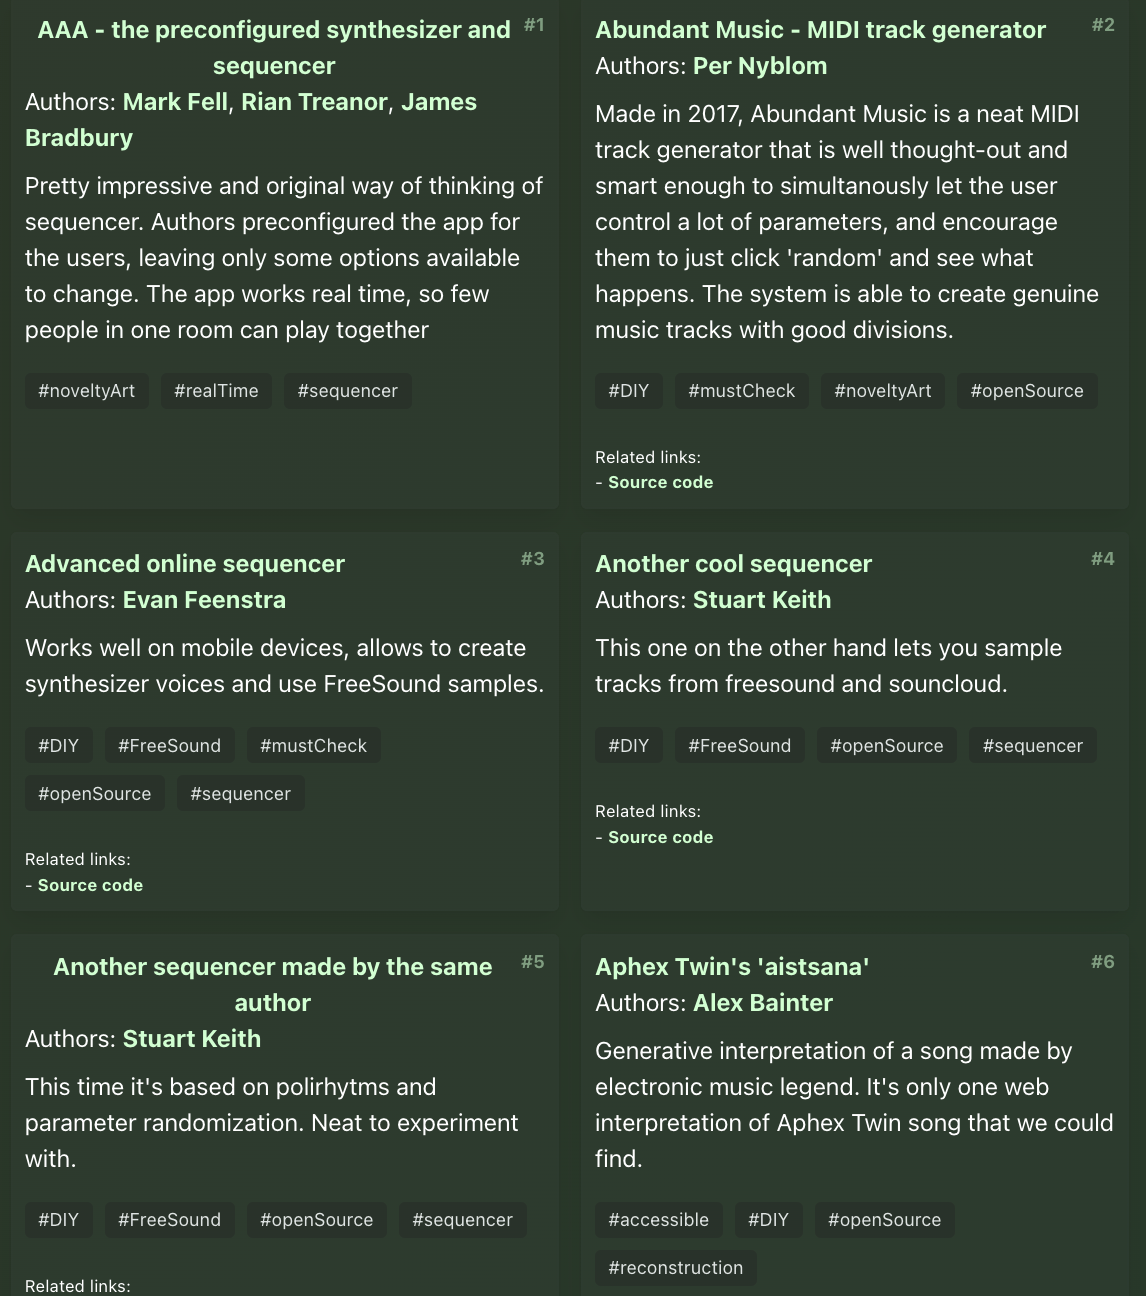 AAA - the preconfigured synthesizer and
sequencer
#1
Authors: Mark Fell, Rian Treanor, James
Bradbury
Pretty impressive and original way of thinking of
sequencer. Authors preconfigured the app for
the users, leaving only some options available
to change. The app works real time, so few
people in one room can play together
#noveltyArt #realTime #sequencer
Abundant Music - MIDI track generator
#2
Authors: Per Nyblom
Made in 2017, Abundant Music is a neat MIDI
track generator that is well thought-out and
smart enough to simultanously let the user
control a lot of parameters, and encourage
them to just click 'random' and see what
happens. The system is able to create genuine
music tracks with good divisions.
#DIY #mustCheck #noveltyArt #openSource
Related links:
- Source code
Advanced online sequencer
#3
Authors: Evan Feenstra
Works well on mobile devices, allows to create
synthesizer voices and use FreeSound samples.
#DIY #FreeSound #mustCheck
#openSource #sequencer
Related links:
- Source code
Another cool sequencer
#4
Authors: Stuart Keith
This one on the other hand lets you sample
tracks from freesound and souncloud.
#DIY #FreeSound #openSource #sequencer
Related links:
- Source code
Another sequencer made by the same
author
#5
Authors: Stuart Keith
This time it's based on polirhytms and
parameter randomization. Neat to experiment
with.
#DIY #FreeSound #openSource #sequencer
Related links:
Aphex Twin's 'aistsana'
#6
Authors: Alex Bainter
Generative interpretation of a song made by
electronic music legend. It's only one web
interpretation of Aphex Twin song that we could
find.
#accessible #DIY #openSource
#reconstruction